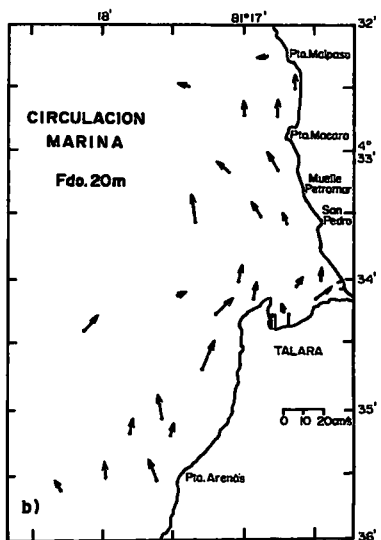 18'
81°17'
32'
Pta. Malpaso
CIRCULACION
MARINA
Fdo. 20m
Pta. Macaro
4°
33'
Muelle
Petromar
San
Pedro
34'
TALARA
35'
0 10 20cm/s
Pta. Arenas
b)
36'